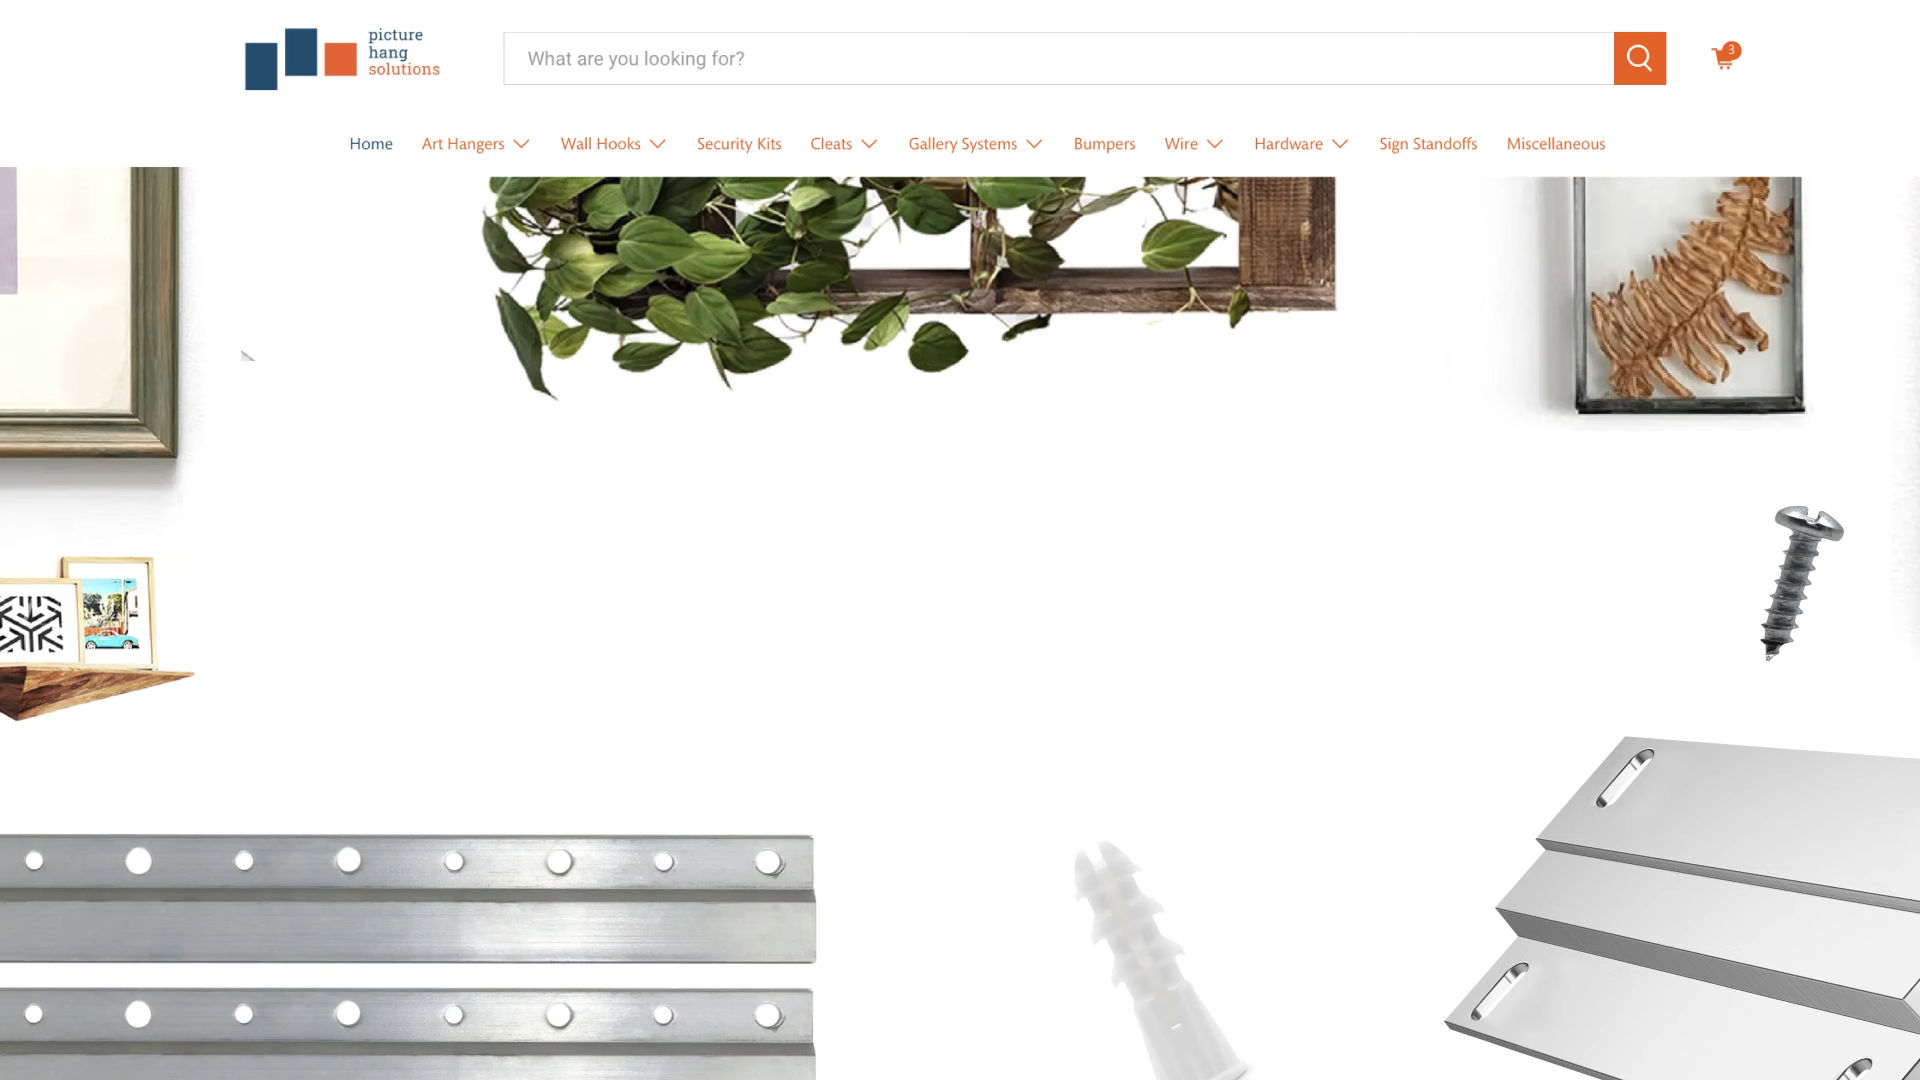 picture
hang
solutions
What are you looking for?
3
Home Art Hangers Wall Hooks Security Kits Cleats Gallery Systems Bumpers Wire Hardware Sign Standoffs Miscellaneous